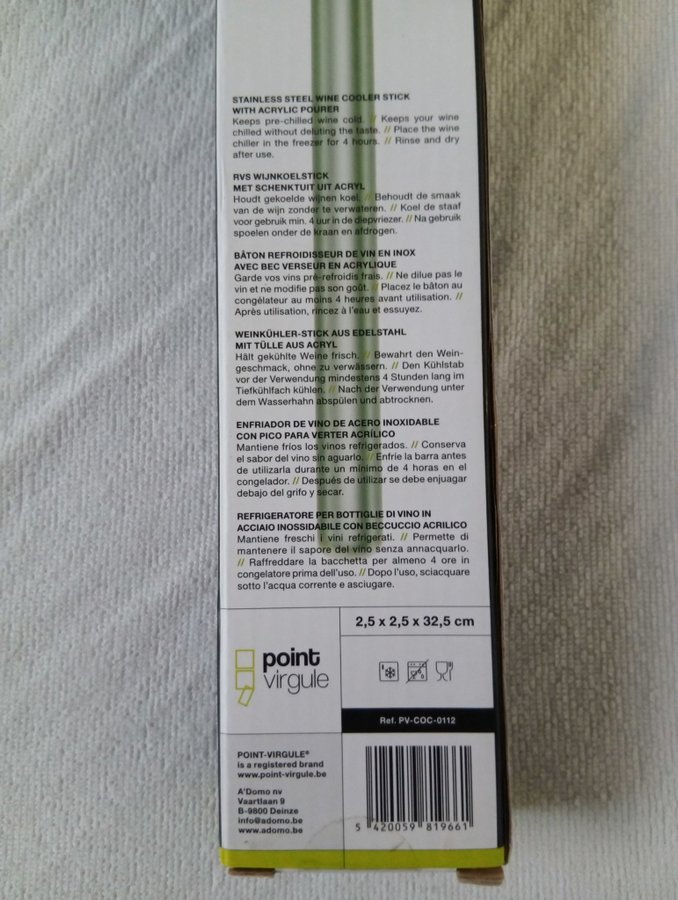 STAINLESS STEEL WINE COOLER STICK
WITH ACRYLIC POURER
Keeps pre-chilled wine cold. // Keeps your wine
chilled without deluting the taste. // Place the wine
chiller in the freezer for 4 hours. // Rinse and dry
after use.
RVS WIJNKOELSTICK
MET SCHENKTUIT UIT ACRYL
Houdt gekoelde wijnen koel. // Behoudt de smaak
van de wijn zonder te verwateren. // Koel de staaf
voor gebruik min. 4 uur in de diepvriezer. // Na gebruik
spoelen onder de kraan en afdrogen.
BÂTON REFROIDISSEUR DE VIN EN INOX
AVEC BEC VERSEUR EN ACRYLIQUE
Garde vos vins pré-refroidis frais. // Ne dilue pas le
vin et ne modifie pas son goût. // Placez le bâton au
congélateur au moins 4 heures avant utilisation. //
Après utilisation, rincez à l'eau et essuyez.
WEINKÜHLER-STICK AUS EDELSTAHL
MIT TÜLLE AUS ACRYL
Hält gekühlte Weine frisch. // Bewahrt den Wein-
geschmack, ohne zu verwässern. // Den Kühlstab
vor der Verwendung mindestens 4 Stunden lang im
Tiefkühlfach kühlen. // Nach der Verwendung unter
dem Wasserhahn abspülen und abtrocknen.
ENFRIADOR DE VINO DE ACERO INOXIDABLE
CON PICO PARA VERTER ACRÍLICO
Mantiene fríos los vinos refrigerados. // Conserva
el sabor del vino sin aguarlo. // Enfríe la barra antes
de utilizarla durante un mínimo de 4 horas en el
congelador. // Después de utilizar se debe enjuagar
debajo del grifo y secar.
REFRIGERATORE PER BOTTIGLIE DI VINO IN
ACCIAIO INOSSIDABILE CON BECCUCCIO ACRILICO
Mantiene freschi i vini refrigerati. // Permette di
mantenere il sapore del vino senza annacquarlo.
// Raffreddare la bacchetta per almeno 4 ore in
congelatore prima dell'uso. // Dopo l'uso, sciacquare
sotto l'acqua corrente e asciugare.
2,5 x 2,5 x 32,5 cm
point
virgule
Ref. PV-COC-0112
POINT-VIRGULE®
is a registered brand
www.point-virgule.be
A'Domo nv
Vaartlaan 9
B-9800 Deinze
info@adomo.be
www.adomo.be
5 420059 819661